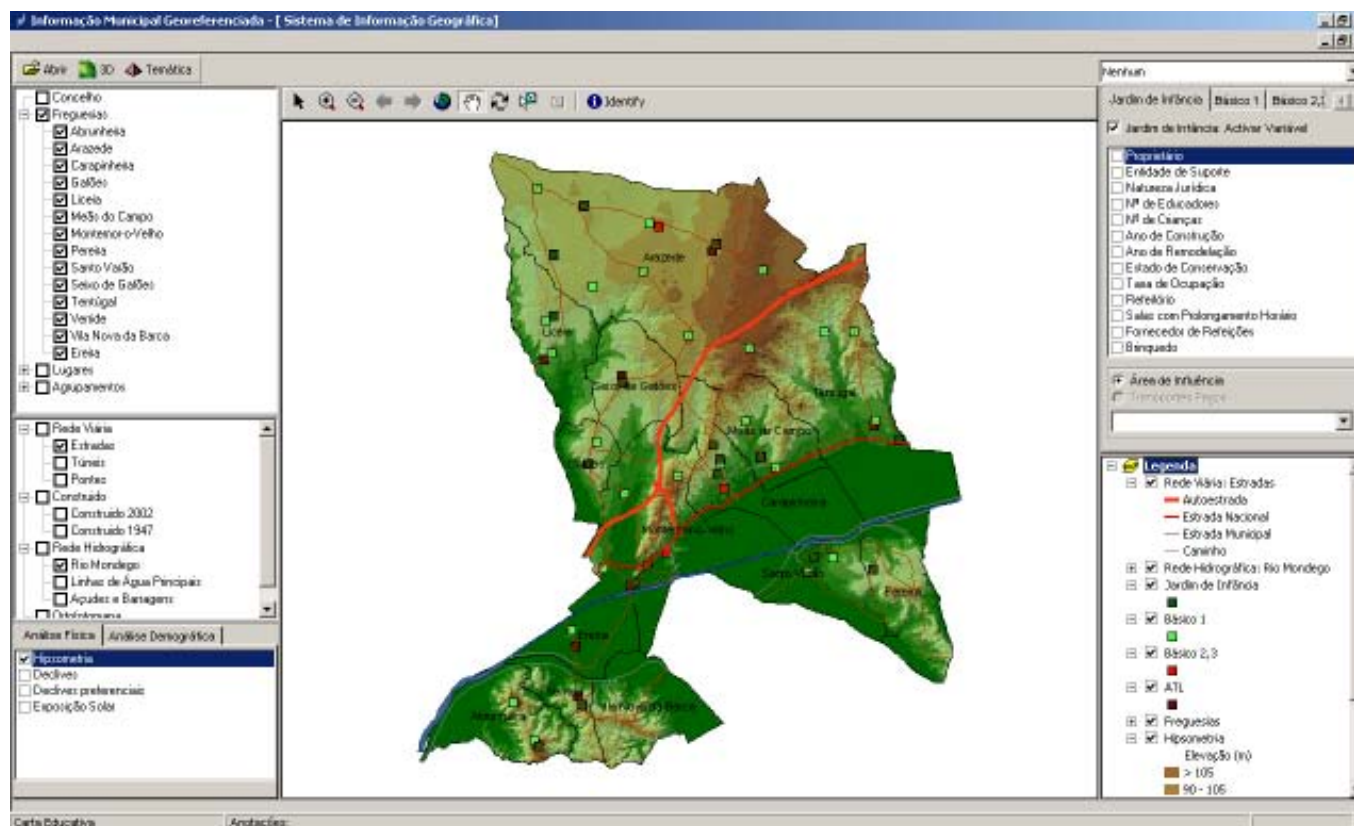 Informação Municipal Georeferenciada - [ Sistema de Informação Geográfica]
Abrir 3D Temática
Nenhum
Concelho
Freguesias
Abrunheira
Arazede
Carapinheira
Gatões
Liceia
Meãs do Campo
Montemor-o-Velho
Pereira
Santo Varão
Seixo de Gatões
Tentúgal
Verride
Vila Nova da Barca
Ereira
Lugares
Agrupamentos
Rede Viária
Estradas
Túneis
Pontes
Construido
Construido 2002
Construido 1947
Rede Hidrográfica
Rio Mondego
Linhas de Água Principais
Açudes e Barragens
Ortofotomapa
Análise Física Análise Demográfica
Hipsometria
Declives
Declives preferenciais
Exposição Solar
Identify
Arazede
Liceia
Seixo de Gatões
Tentúgal
Meãs do Campo
Carapinheira
Montemor-o-Velho
Santo Varão
Pereira
Ereira
Abrunheira
Vila Nova da Barca
Jardim de Infância Básico 1 Básico 2,3
Jardim de Infância: Activar Variável
Proprietário
Entidade de Suporte
Natureza Jurídica
Nº de Educadores
Nº de Crianças
Ano de Construção
Ano de Remodelação
Estado de Conservação
Taxa de Ocupação
Refeitório
Salas com Prolongamento Horário
Fornecedor de Refeições
Brinquedo
Área de Influência
Legenda
Rede Viária: Estradas
Autoestrada
Estrada Nacional
Estrada Municipal
Caminho
Rede Hidrográfica: Rio Mondego
Jardim de Infância
Básico 1
Básico 2,3
ATL
Freguesias
Hipsometria
Elevação (m)
> 105
90 - 105
Carta Educativa
Anotações: